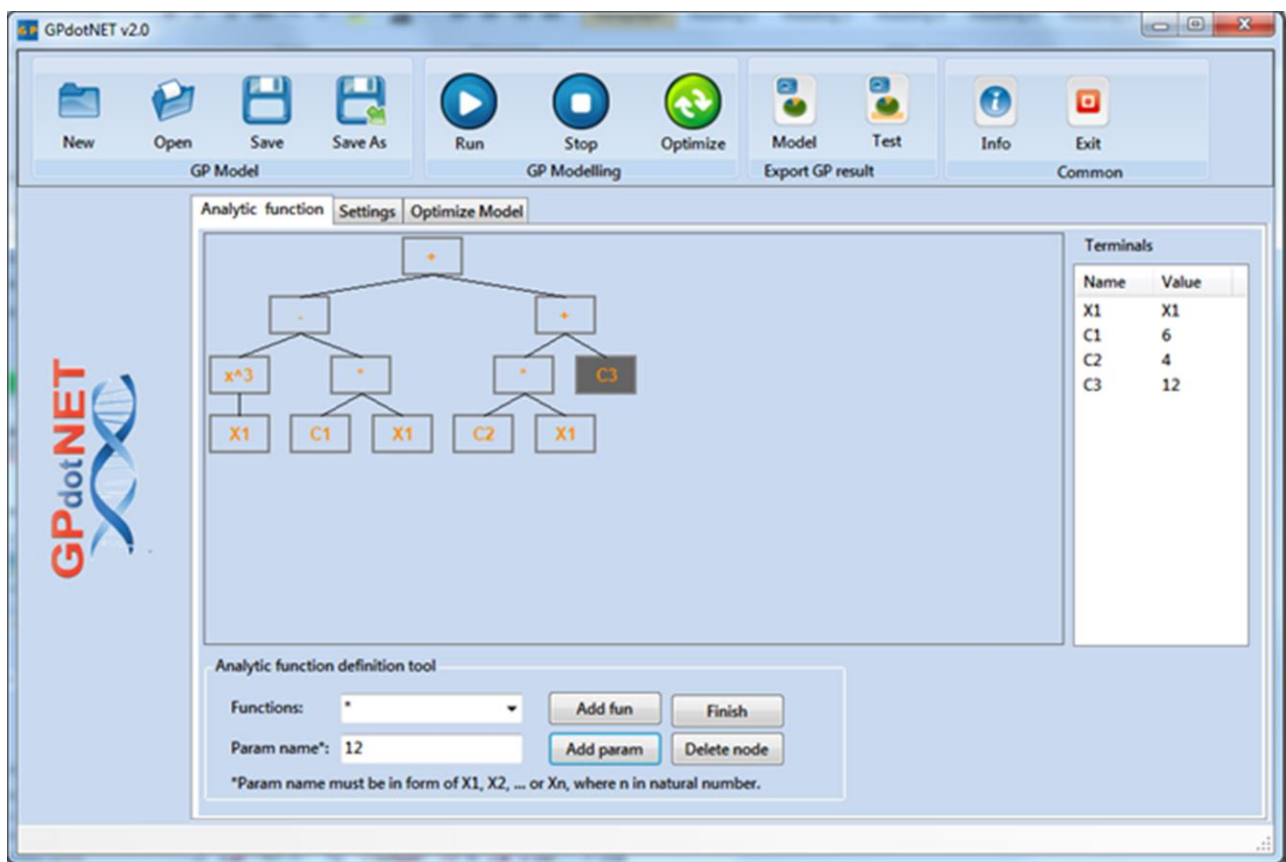 GPdotNET v2.0
New Open Save Save As Run Stop Optimize Model Test Info Exit
GP Model GP Modelling Export GP result Common
Analytic function Settings Optimize Model
Terminals
Name Value
X1 X1
C1 6
C2 4
C3 12
+
- +
x^3 * * C3
X1 C1 X1 C2 X1
GPdotNET
Analytic function definition tool
Functions: * Add fun Finish
Param name*: 12 Add param Delete node
*Param name must be in form of X1, X2, ... or Xn, where n in natural number.